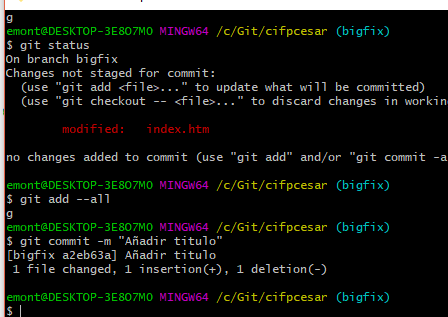 g
emont@DESKTOP-3E8O7MO MINGW64 /c/Git/cifpcesar (bigfix)
$ git status
On branch bigfix
Changes not staged for commit:
(use "git add <file>..." to update what will be committed)
(use "git checkout -- <file>..." to discard changes in workin
modified: index.htm
no changes added to commit (use "git add" and/or "git commit -a
emont@DESKTOP-3E8O7MO MINGW64 /c/Git/cifpcesar (bigfix)
$ git add --all
g
emont@DESKTOP-3E8O7MO MINGW64 /c/Git/cifpcesar (bigfix)
$ git commit -m "Añadir titulo"
[bigfix a2eb63a] Añadir titulo
1 file changed, 1 insertion(+), 1 deletion(-)
emont@DESKTOP-3E8O7MO MINGW64 /c/Git/cifpcesar (bigfix)
$